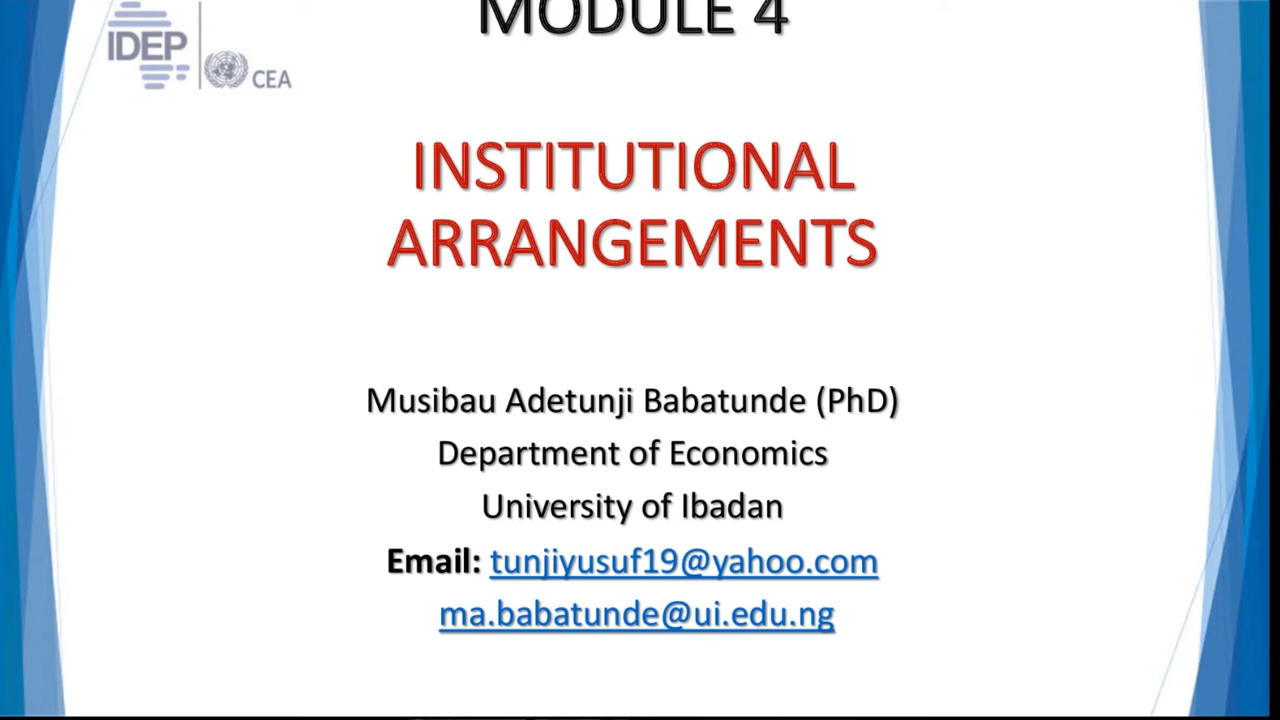 MODULE 4
IDEP
CEA
INSTITUTIONAL
ARRANGEMENTS
Musibau Adetunji Babatunde (PhD)
Department of Economics
University of Ibadan
Email: tunjiyusuf19@yahoo.com
ma.babatunde@ui.edu.ng